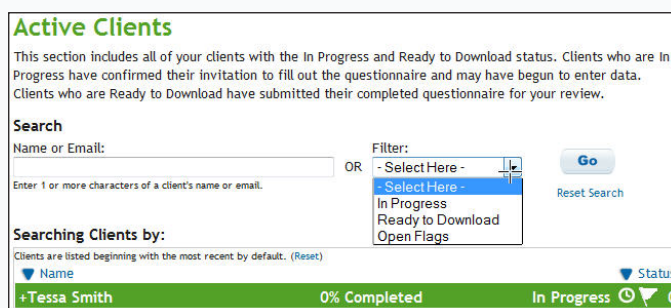 Active Clients
This section includes all of your clients with the In Progress and Ready to Download status. Clients who are In
Progress have confirmed their invitation to fill out the questionnaire and may have begun to enter data.
Clients who are Ready to Download have submitted their completed questionnaire for your review.
Search
Name or Email:
Filter:
OR
- Select Here -
Go
Enter 1 or more characters of a client's name or email.
- Select Here -
Reset Search
In Progress
Ready to Download
Open Flags
Searching Clients by:
Clients are listed beginning with the most recent by default. (Reset)
Name
Status
+Tessa Smith 0% Completed In Progress